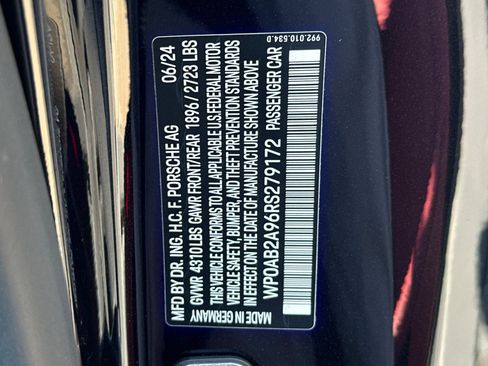 992.010.534.0
06/24
MFD BY DR. ING. H.C. F. PORSCHE AG
GVWR 4310 LBS GAWR FRONT/REAR 1896/ 2723 LBS
THIS VEHICLE CONFORMS TO ALL APPLICABLE U.S.FEDERAL MOTOR
VEHICLE SAFETY, BUMPER, AND THEFT PREVENTION STANDARDS
IN EFFECT ON THE DATE OF MANUFACTURE SHOWN ABOVE
WP0AB2A96RS279172 PASSENGER CAR
MADE IN GERMANY